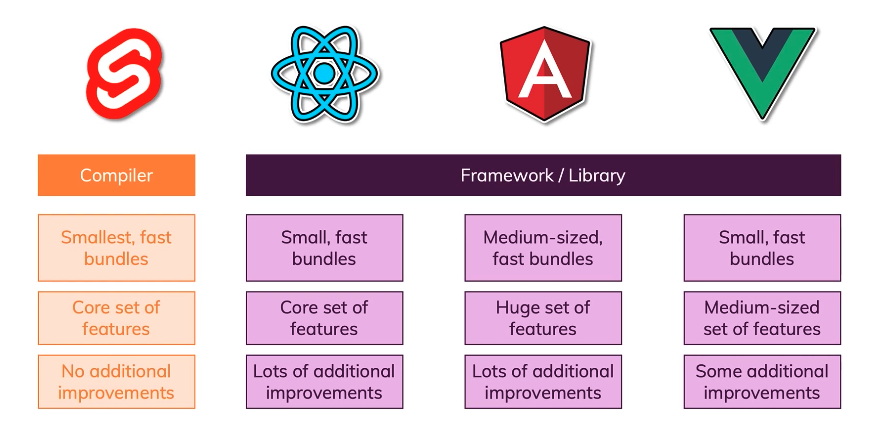 Compiler
Framework / Library
Smallest, fast
bundles
Small, fast
bundles
Medium-sized,
fast bundles
Small, fast
bundles
Core set of
features
Core set of
features
Huge set of
features
Medium-sized
set of features
No additional
improvements
Lots of additional
improvements
Lots of additional
improvements
Some additional
improvements